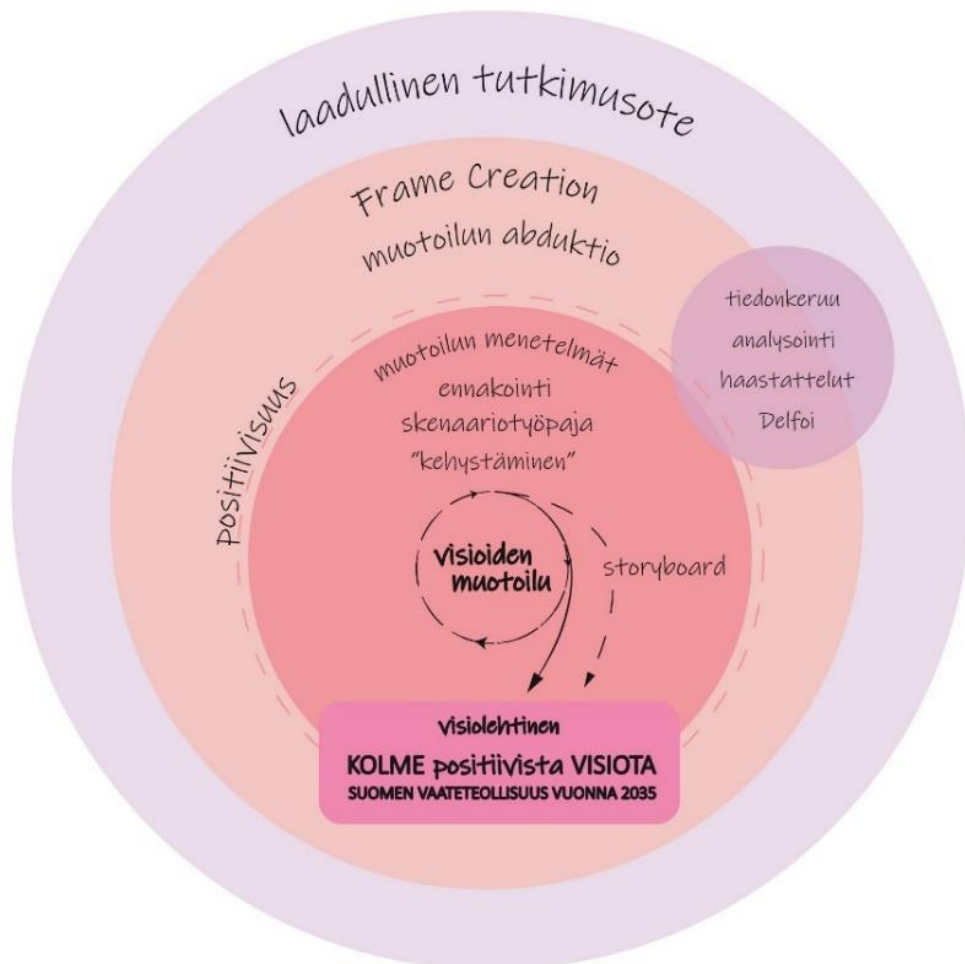 laadullinen tutkimusote
Frame Creation
muotoilun abduktio
positiivisuus
muotoilun menetelmät
ennakointi
skenaariotyöpaja
"kehystäminen"
tiedonkeruu
analysointi
haastattelut
Delfoi
visioiden
muotoilu
storyboard
visiolehtinen
KOLME positiivista VISIOTA
SUOMEN VAATETEOLLISUUS VUONNA 2035